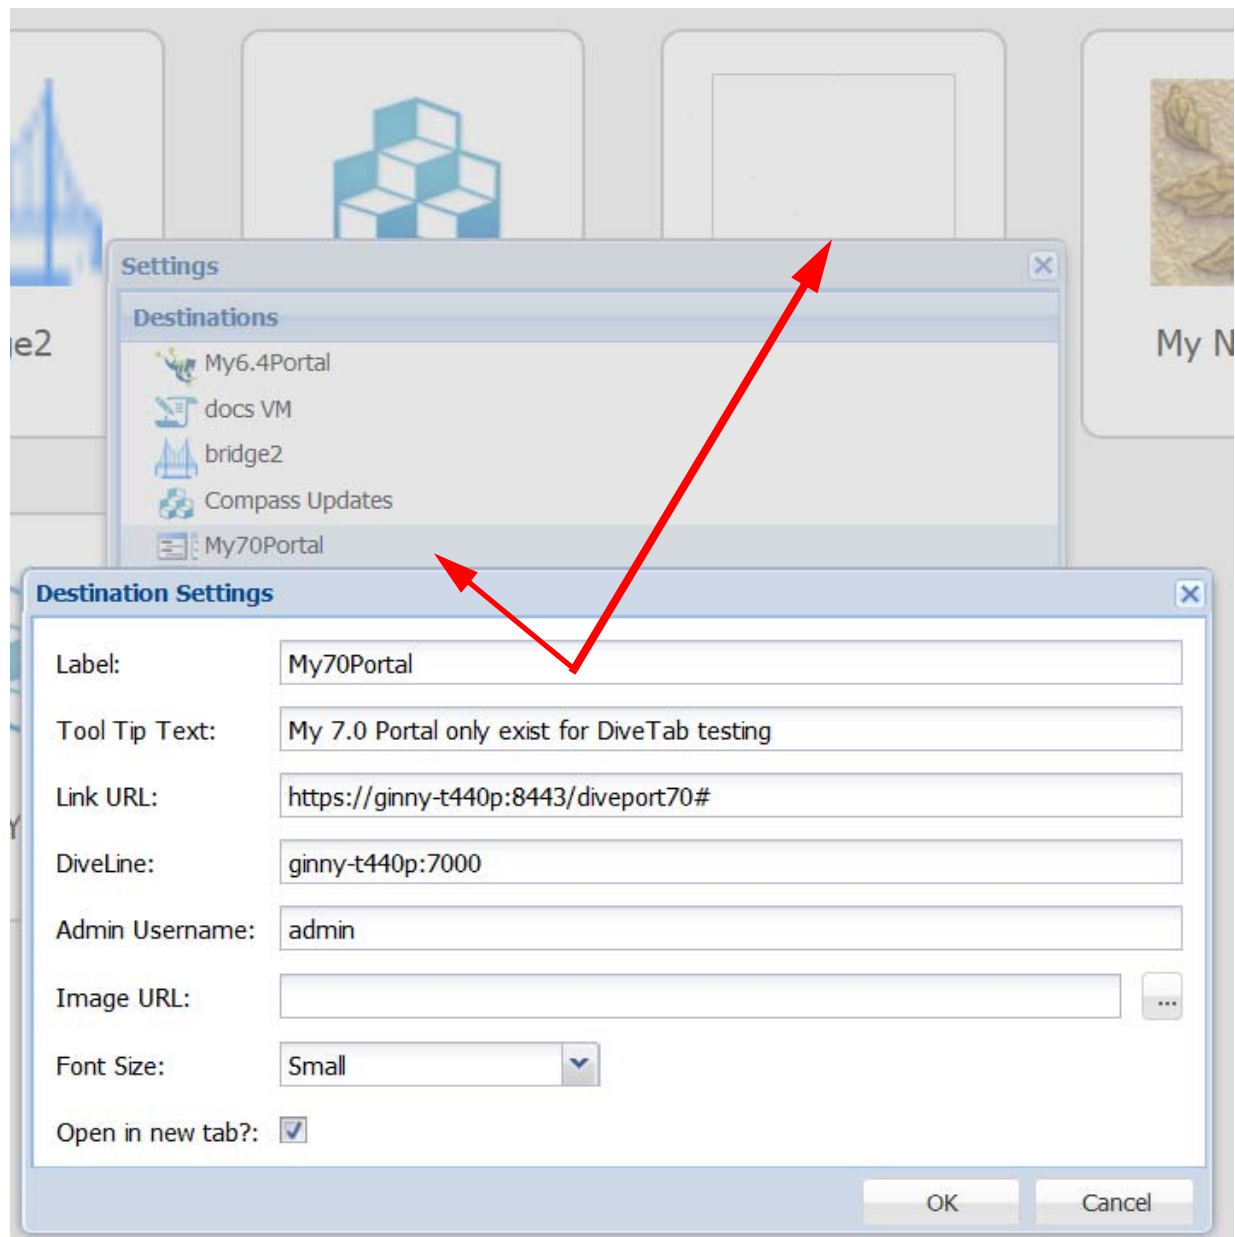 e2
My N
Settings
Destinations
My6.4Portal
docs VM
bridge2
Compass Updates
My70Portal
Destination Settings
Label: My70Portal
Tool Tip Text: My 7.0 Portal only exist for DiveTab testing
Link URL: https://ginny-t440p:8443/diveport70#
Y
DiveLine: ginny-t440p:7000
Admin Username: admin
Image URL: ...
Font Size: Small
Open in new tab?:
OK Cancel